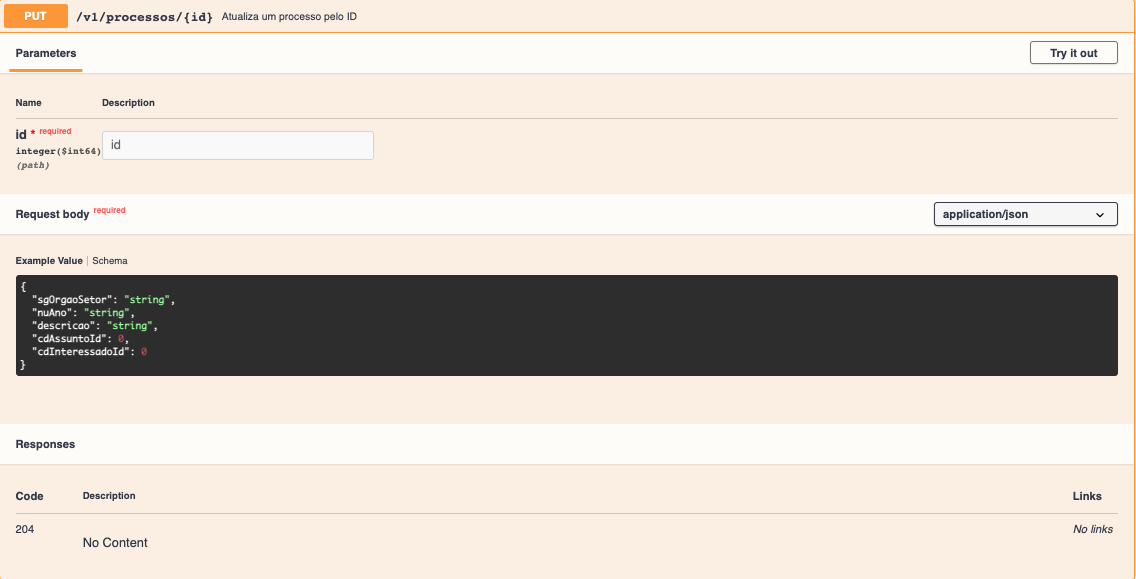 PUT /v1/processos/{id} Atualiza um processo pelo ID
Parameters Try it out
Name Description
id * required
integer($int64) id
(path)
Request body required application/json
Example Value | Schema
{
"sgOrgaoSetor": "string",
"nuAno": "string",
"descricao": "string",
"cdAssuntoId": 0,
"cdInteressadoId": 0
}
Responses
Code Description Links
204 No links
No Content